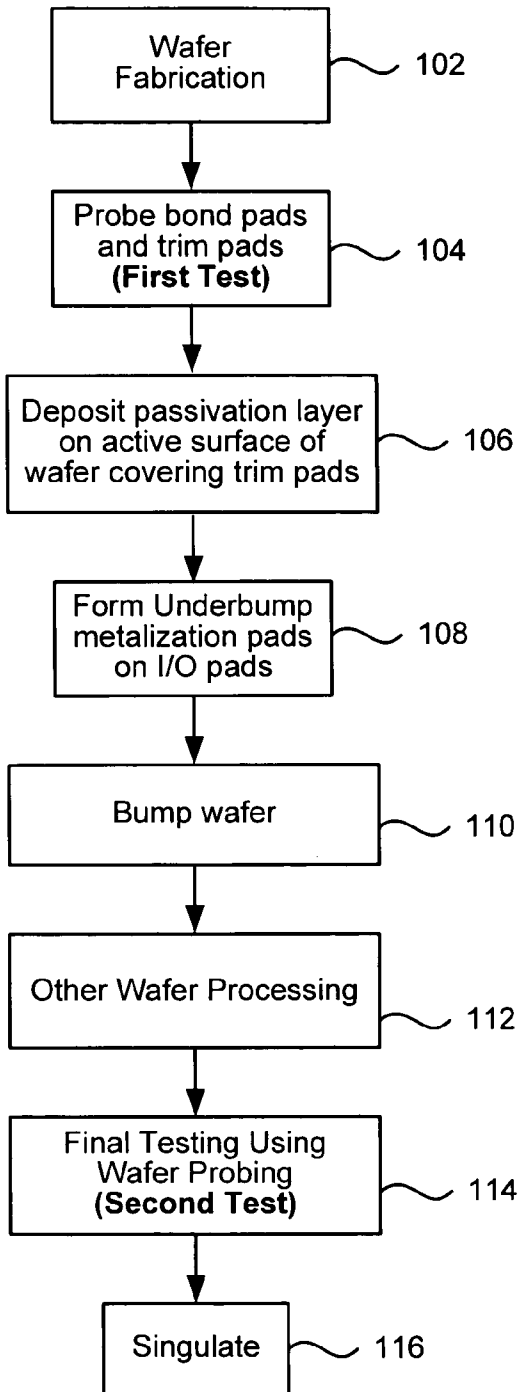 Wafer
Fabrication
102
Probe bond pads
and trim pads
(First Test)
104
Deposit passivation layer
on active surface of
wafer covering trim pads
106
Form Underbump
metalization pads
on I/O pads
108
Bump wafer
110
Other Wafer Processing
112
Final Testing Using
Wafer Probing
(Second Test)
114
Singulate
116